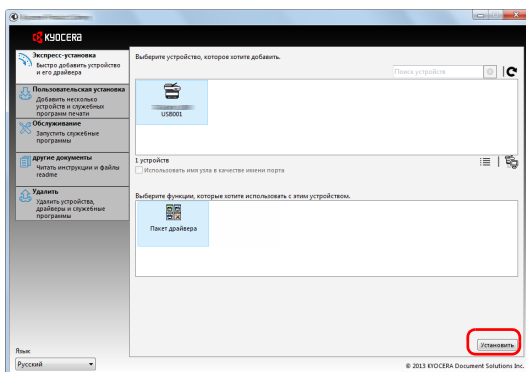 KYOCERA
Экспресс-установка
Быстро добавить устройство
и его драйвера
Пользовательская установка
Добавить несколько
устройств и служебных
программ печати
Обслуживание
Запустить служебные
программы
другие документы
Читать инструкции и файлы
readme
Удалить
Удалить устройства,
драйверы и служебные
программы
Язык:
Русский
Выберите устройство, которое хотите добавить.
Поиск устройств
USB001
1 устройств
Использовать имя узла в качестве имени порта
Выберите функции, которые хотите использовать с этим устройством.
Пакет драйвера
Установить
© 2013 KYOCERA Document Solutions Inc.